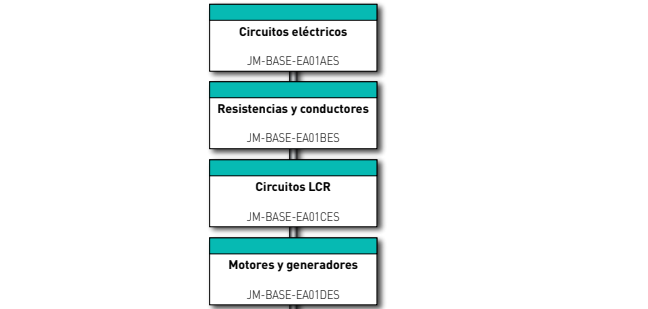 Circuitos eléctricos
JM-BASE-EA01AES
Resistencias y conductores
JM-BASE-EA01BES
Circuitos LCR
JM-BASE-EA01CES
Motores y generadores
JM-BASE-EA01DES